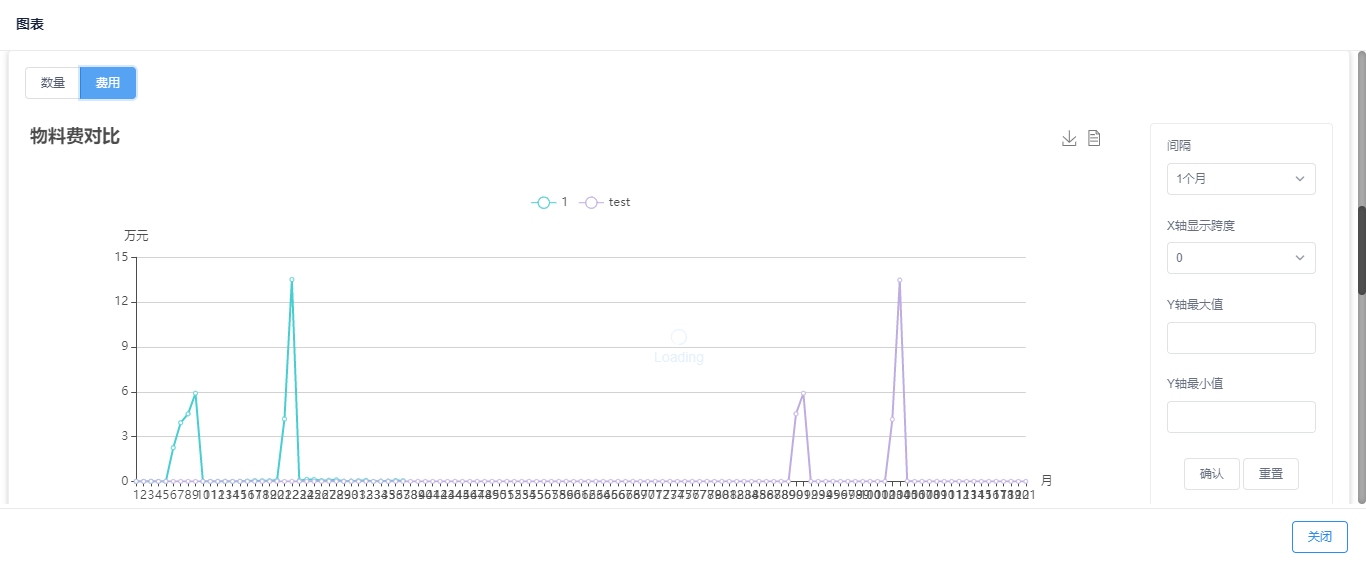 图表
数量 费用
物料费对比
间隔
1个月
1 test
X轴显示跨度
万元
0
15
12
Y轴最大值
9
Loading
6
Y轴最小值
3
0
月
确认 重置
关闭